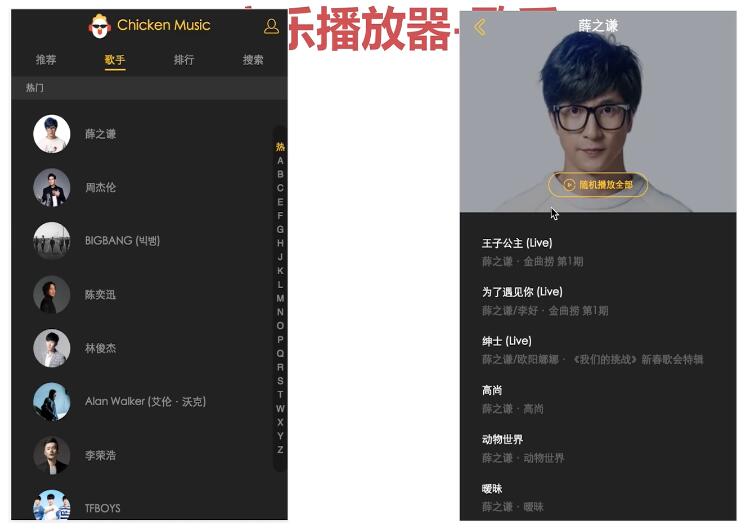 乐播放器
Chicken Music
推荐 歌手 排行 搜索
热门
薛之谦
周杰伦
BIGBANG (빅뱅)
陈奕迅
林俊杰
Alan Walker (艾伦 · 沃克)
李荣浩
TFBOYS
热
A
B
C
E
F
G
H
J
K
L
M
N
O
P
Q
R
S
T
W
X
Y
Z
薛之谦
随机播放全部
王子公主 (Live)
薛之谦 · 金曲捞 第1期
为了遇见你 (Live)
薛之谦/李好 · 金曲捞 第1期
绅士 (Live)
薛之谦/欧阳娜娜 · 《我们的挑战》新春歌会特辑
高尚
薛之谦 · 高尚
动物世界
薛之谦 · 动物世界
暧昧
薛之谦 · 暧昧